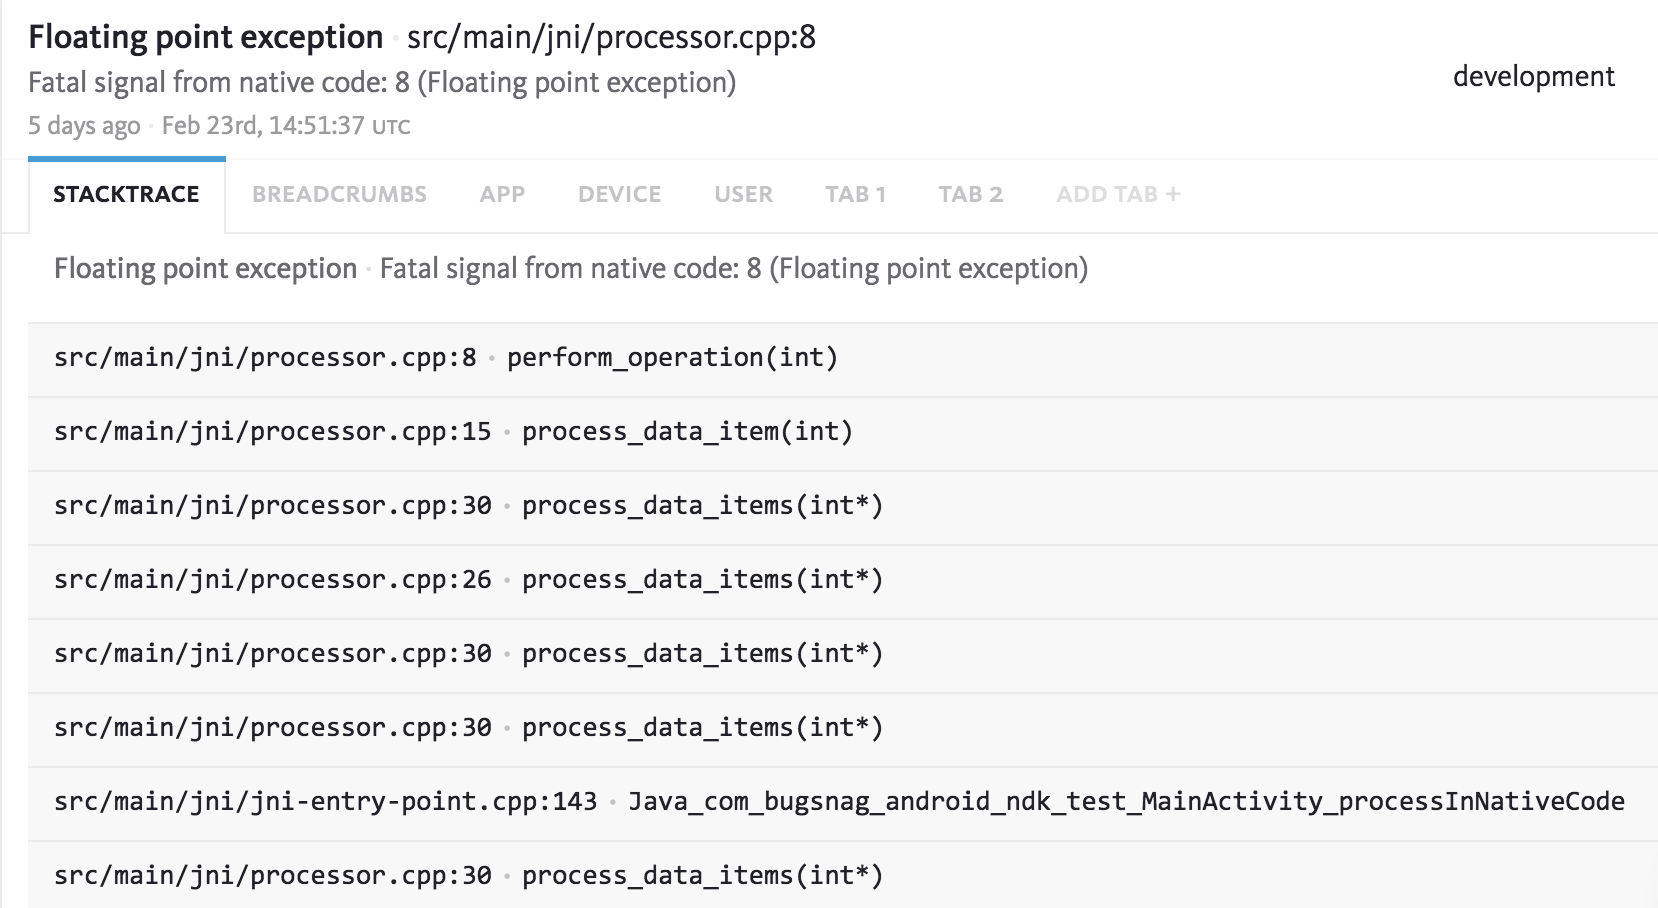 Floating point exception · src/main/jni/processor.cpp:8
Fatal signal from native code: 8 (Floating point exception)
development
5 days ago · Feb 23rd, 14:51:37 UTC
STACKTRACE BREADCRUMBS APP DEVICE USER TAB 1 TAB 2 ADD TAB +
Floating point exception · Fatal signal from native code: 8 (Floating point exception)
src/main/jni/processor.cpp:8 · perform_operation(int)
src/main/jni/processor.cpp:15 · process_data_item(int)
src/main/jni/processor.cpp:30 · process_data_items(int*)
src/main/jni/processor.cpp:26 · process_data_items(int*)
src/main/jni/processor.cpp:30 · process_data_items(int*)
src/main/jni/processor.cpp:30 · process_data_items(int*)
src/main/jni/jni-entry-point.cpp:143 · Java_com_bugsnag_android_ndk_test_MainActivity_processInNativeCode
src/main/jni/processor.cpp:30 · process_data_items(int*)